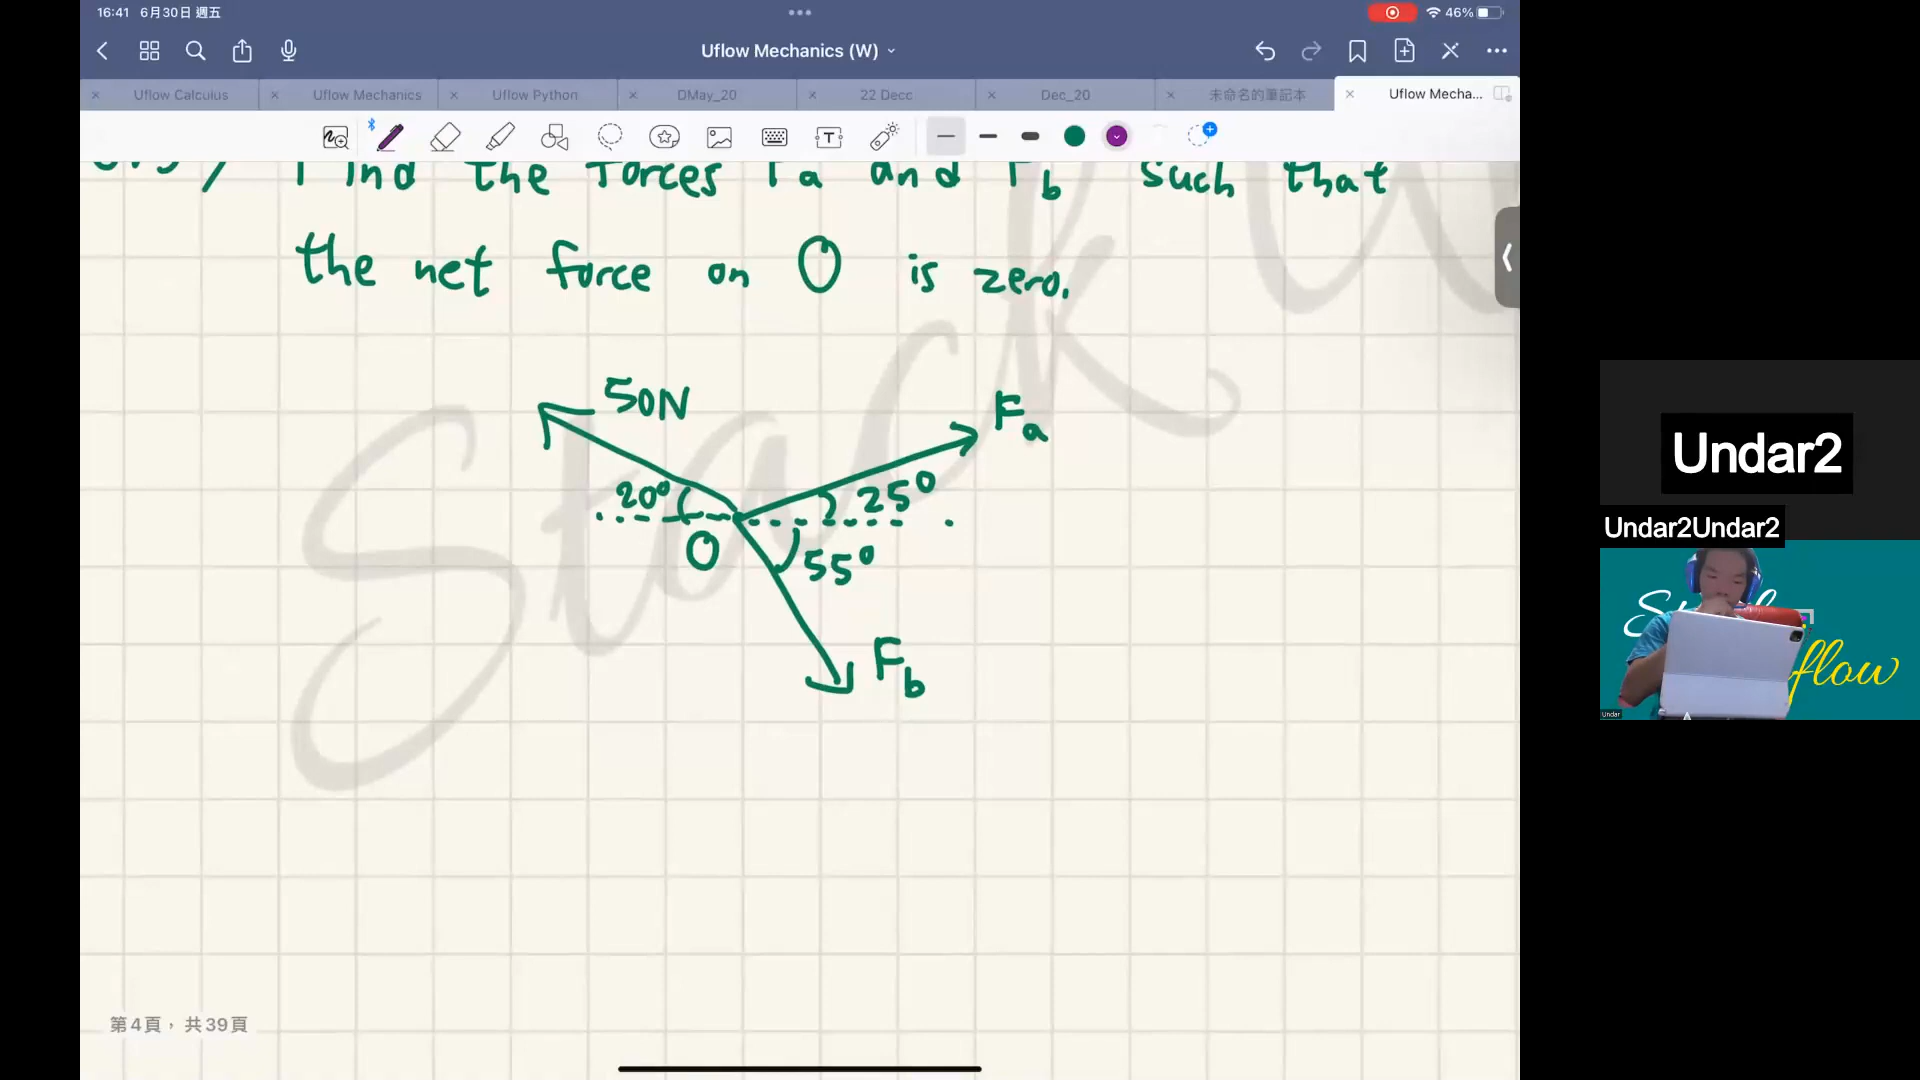 16:41 6月30日 週五
46%
Uflow Mechanics (W)
Uflow Calculus
Uflow Mechanics
Uflow Python
DMay_20
22 Decc
Dec_20
未命名的筆記本
Uflow Mecha...
Find the forces Fa and Fb such that
the net force on O is zero.
50N
Fa
20°
25°
O
55°
Fb
Stack
第4頁，共39頁
Undar2
Undar2Undar2
flow
Undar